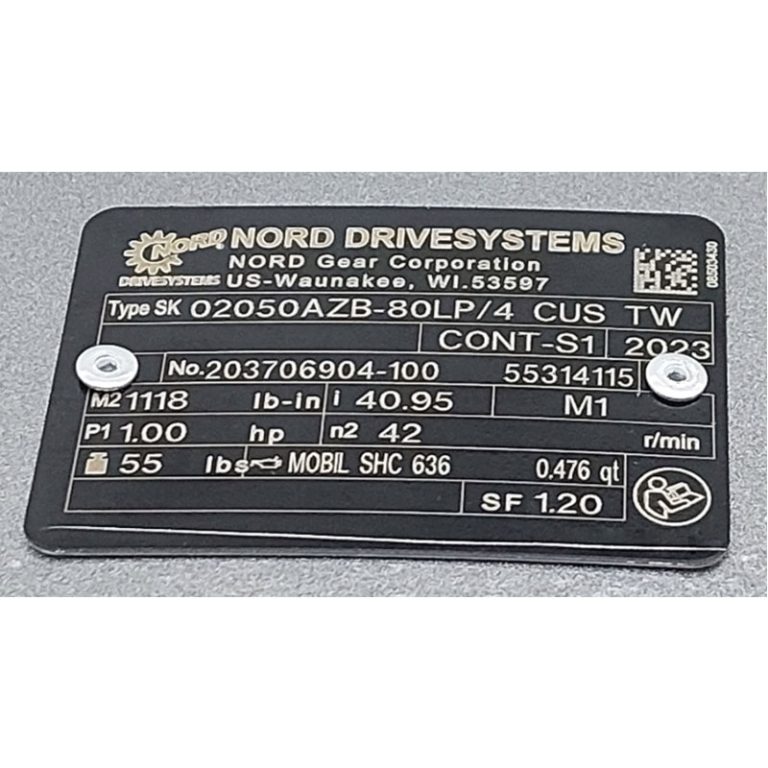 NORD DRIVESYSTEMS
NORD DRIVESYSTEMS
NORD Gear Corporation
US-Waunakee, WI.53597
08503430
Type SK 02050AZB-80LP/4 CUS TW
CONT-S1 2023
No.203706904-100 55314115
M2 1118 lb-in i 40.95 M1
P1 1.00 hp n2 42 r/min
55 lbs MOBIL SHC 636 0.476 qt
SF 1.20